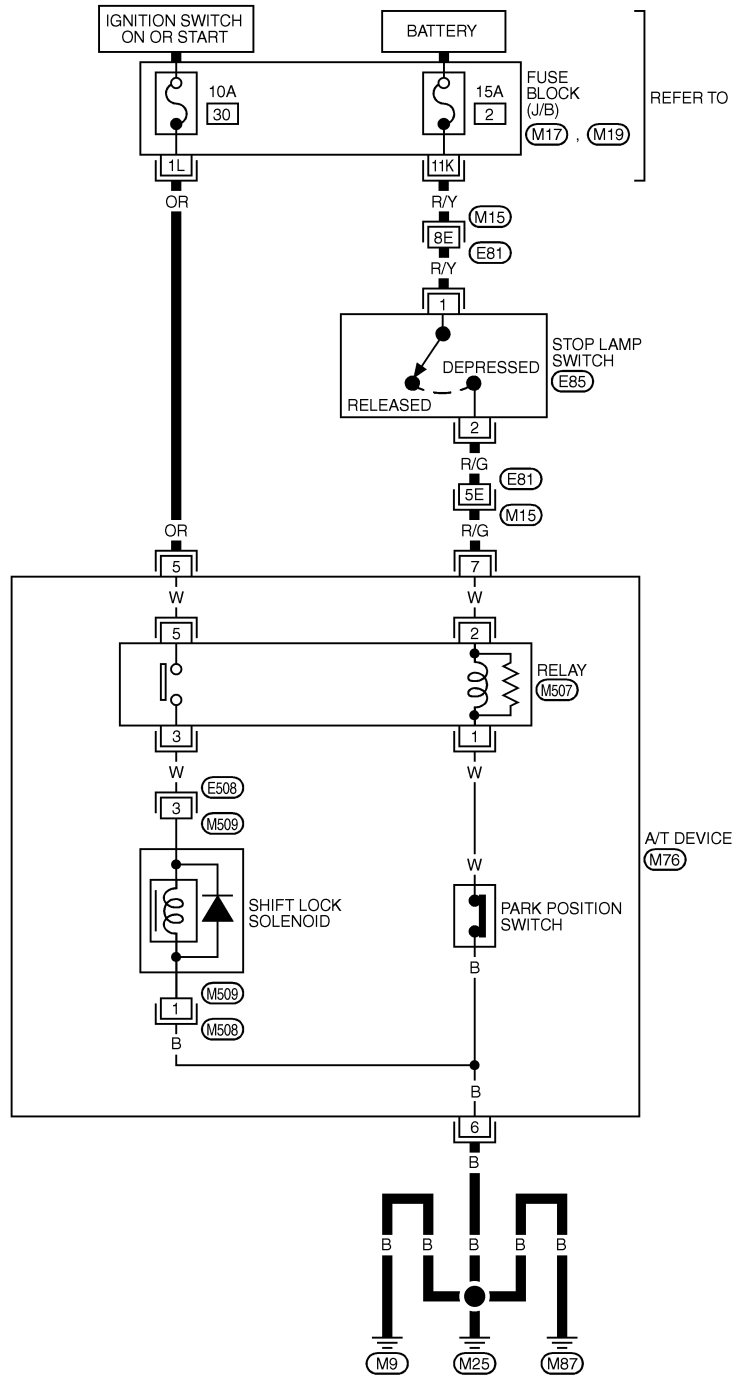 IGNITION SWITCH
ON OR START
BATTERY
10A
30
15A
2
FUSE
BLOCK
(J/B)
M17 , M19
REFER TO
1L
11K
OR
R/Y
M15
8E
E81
R/Y
1
STOP LAMP
SWITCH
E85
DEPRESSED
RELEASED
2
R/G
E81
5E
M15
OR
R/G
5
7
W
W
5
2
RELAY
M507
3
1
W
W
E508
3
M509
A/T DEVICE
M76
W
SHIFT LOCK
SOLENOID
PARK POSITION
SWITCH
B
M509
1
M508
B
B
6
B
B
B
B
B
B
M9
M25
M87